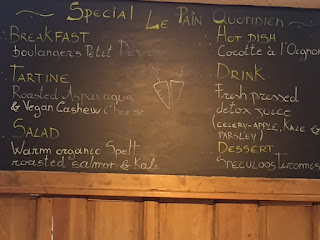 Special Le Pain Quotidien
Breakfast
Boulangers Petit
Tartine
Roasted Asparagus
& Vegan Cashew Cheese
Salad
Warm organic Spelt
roasted salmon & Kale
Hot Dish
Cocotte à l'Oignon
Drink
Fresh pressed
detox juice
(celery-apple, Kale &
parsley)
Dessert
Speculoos Tiramisu